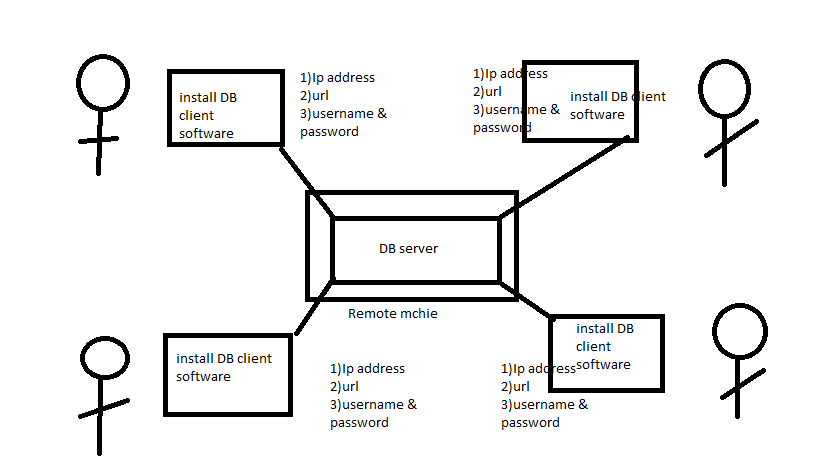 install DB
client
software
1)Ip address
2)url
3)username &
password
1)Ip address
2)url
3)username &
password
install DB client
software
DB server
Remote mchie
install DB client
software
1)Ip address
2)url
3)username &
password
1)Ip address
2)url
3)username &
password
install DB
client
software